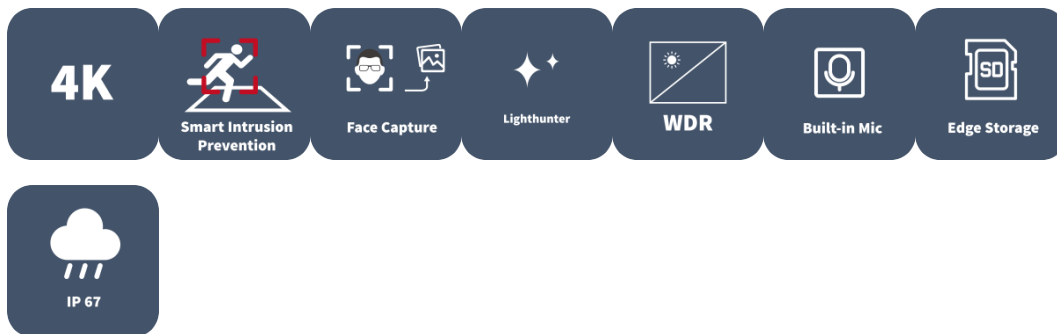 4K
Smart Intrusion
Prevention
Face Capture
Lighthunter
WDR
Built-in Mic
SD
Edge Storage
IP 67